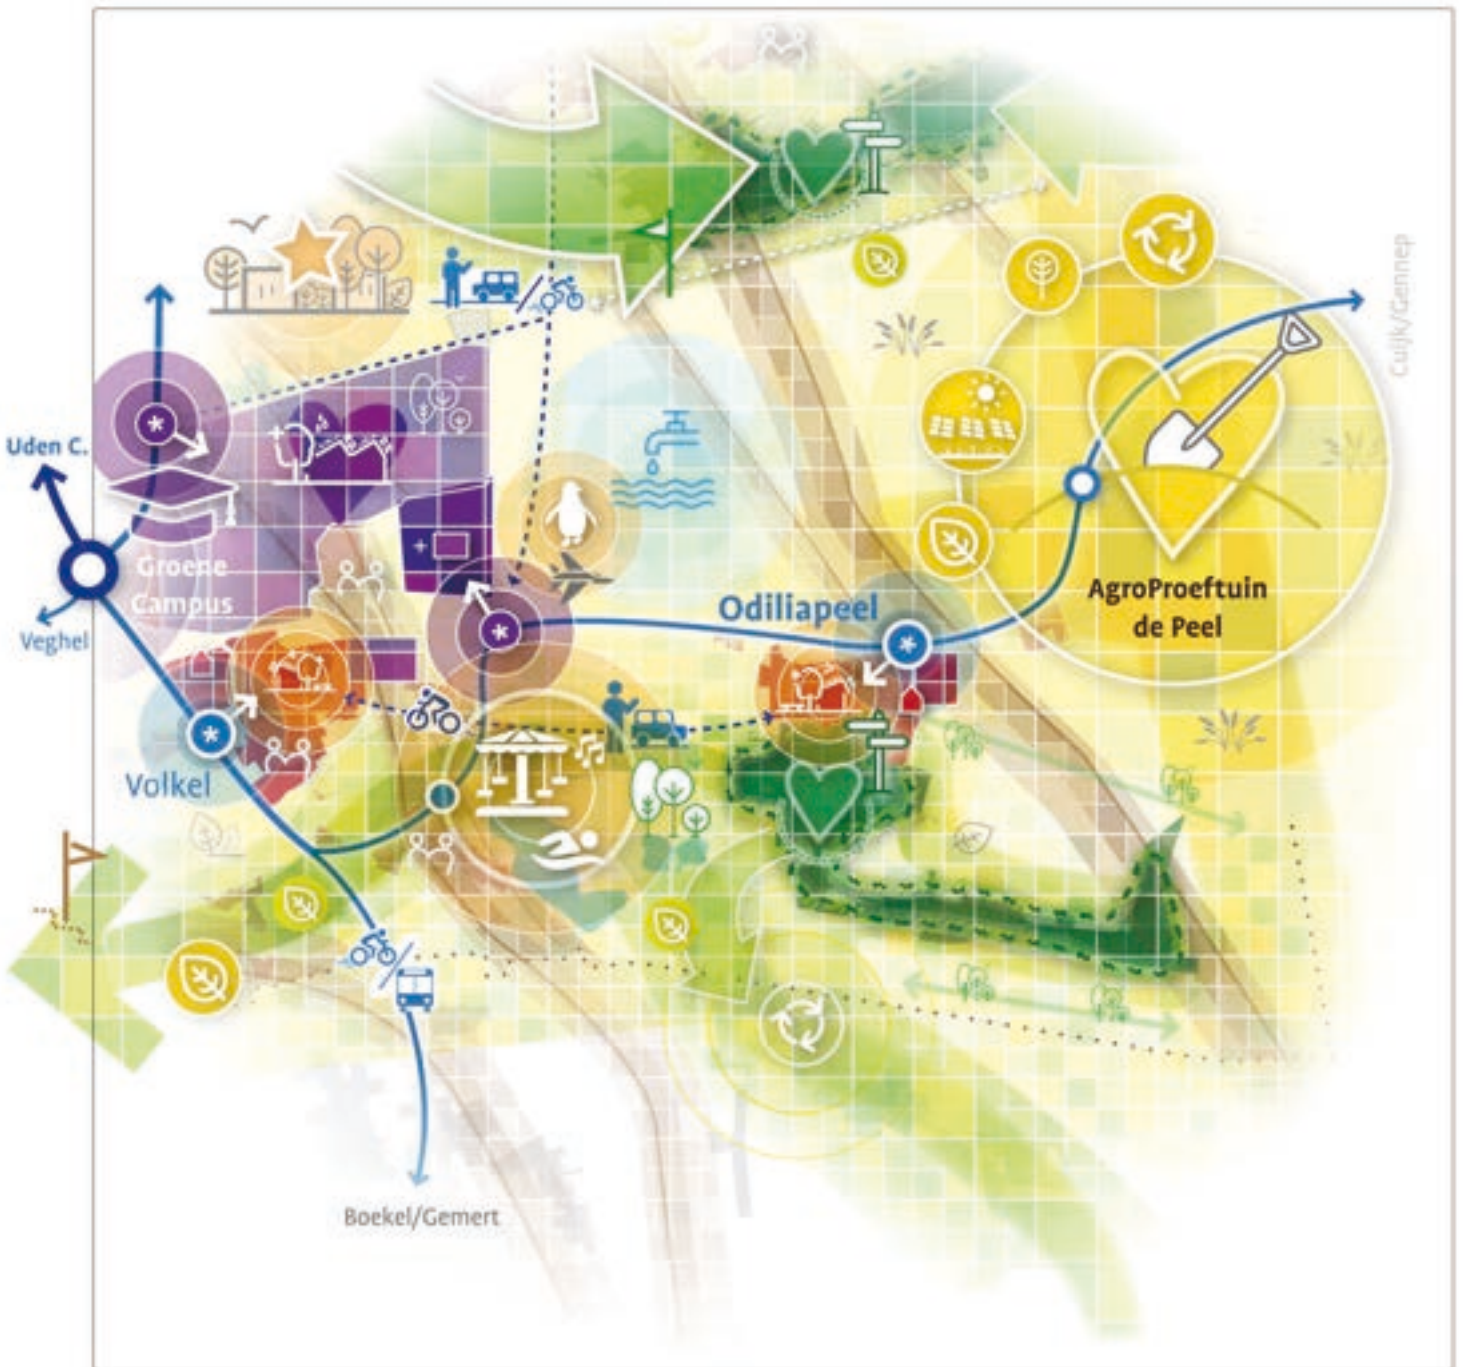 Cuijk/Gennep
Uden C.
Groene
Campus
Veghel
Odiliapeel
AgroProeftuin
de Peel
Volkel
Boekel/Gemert